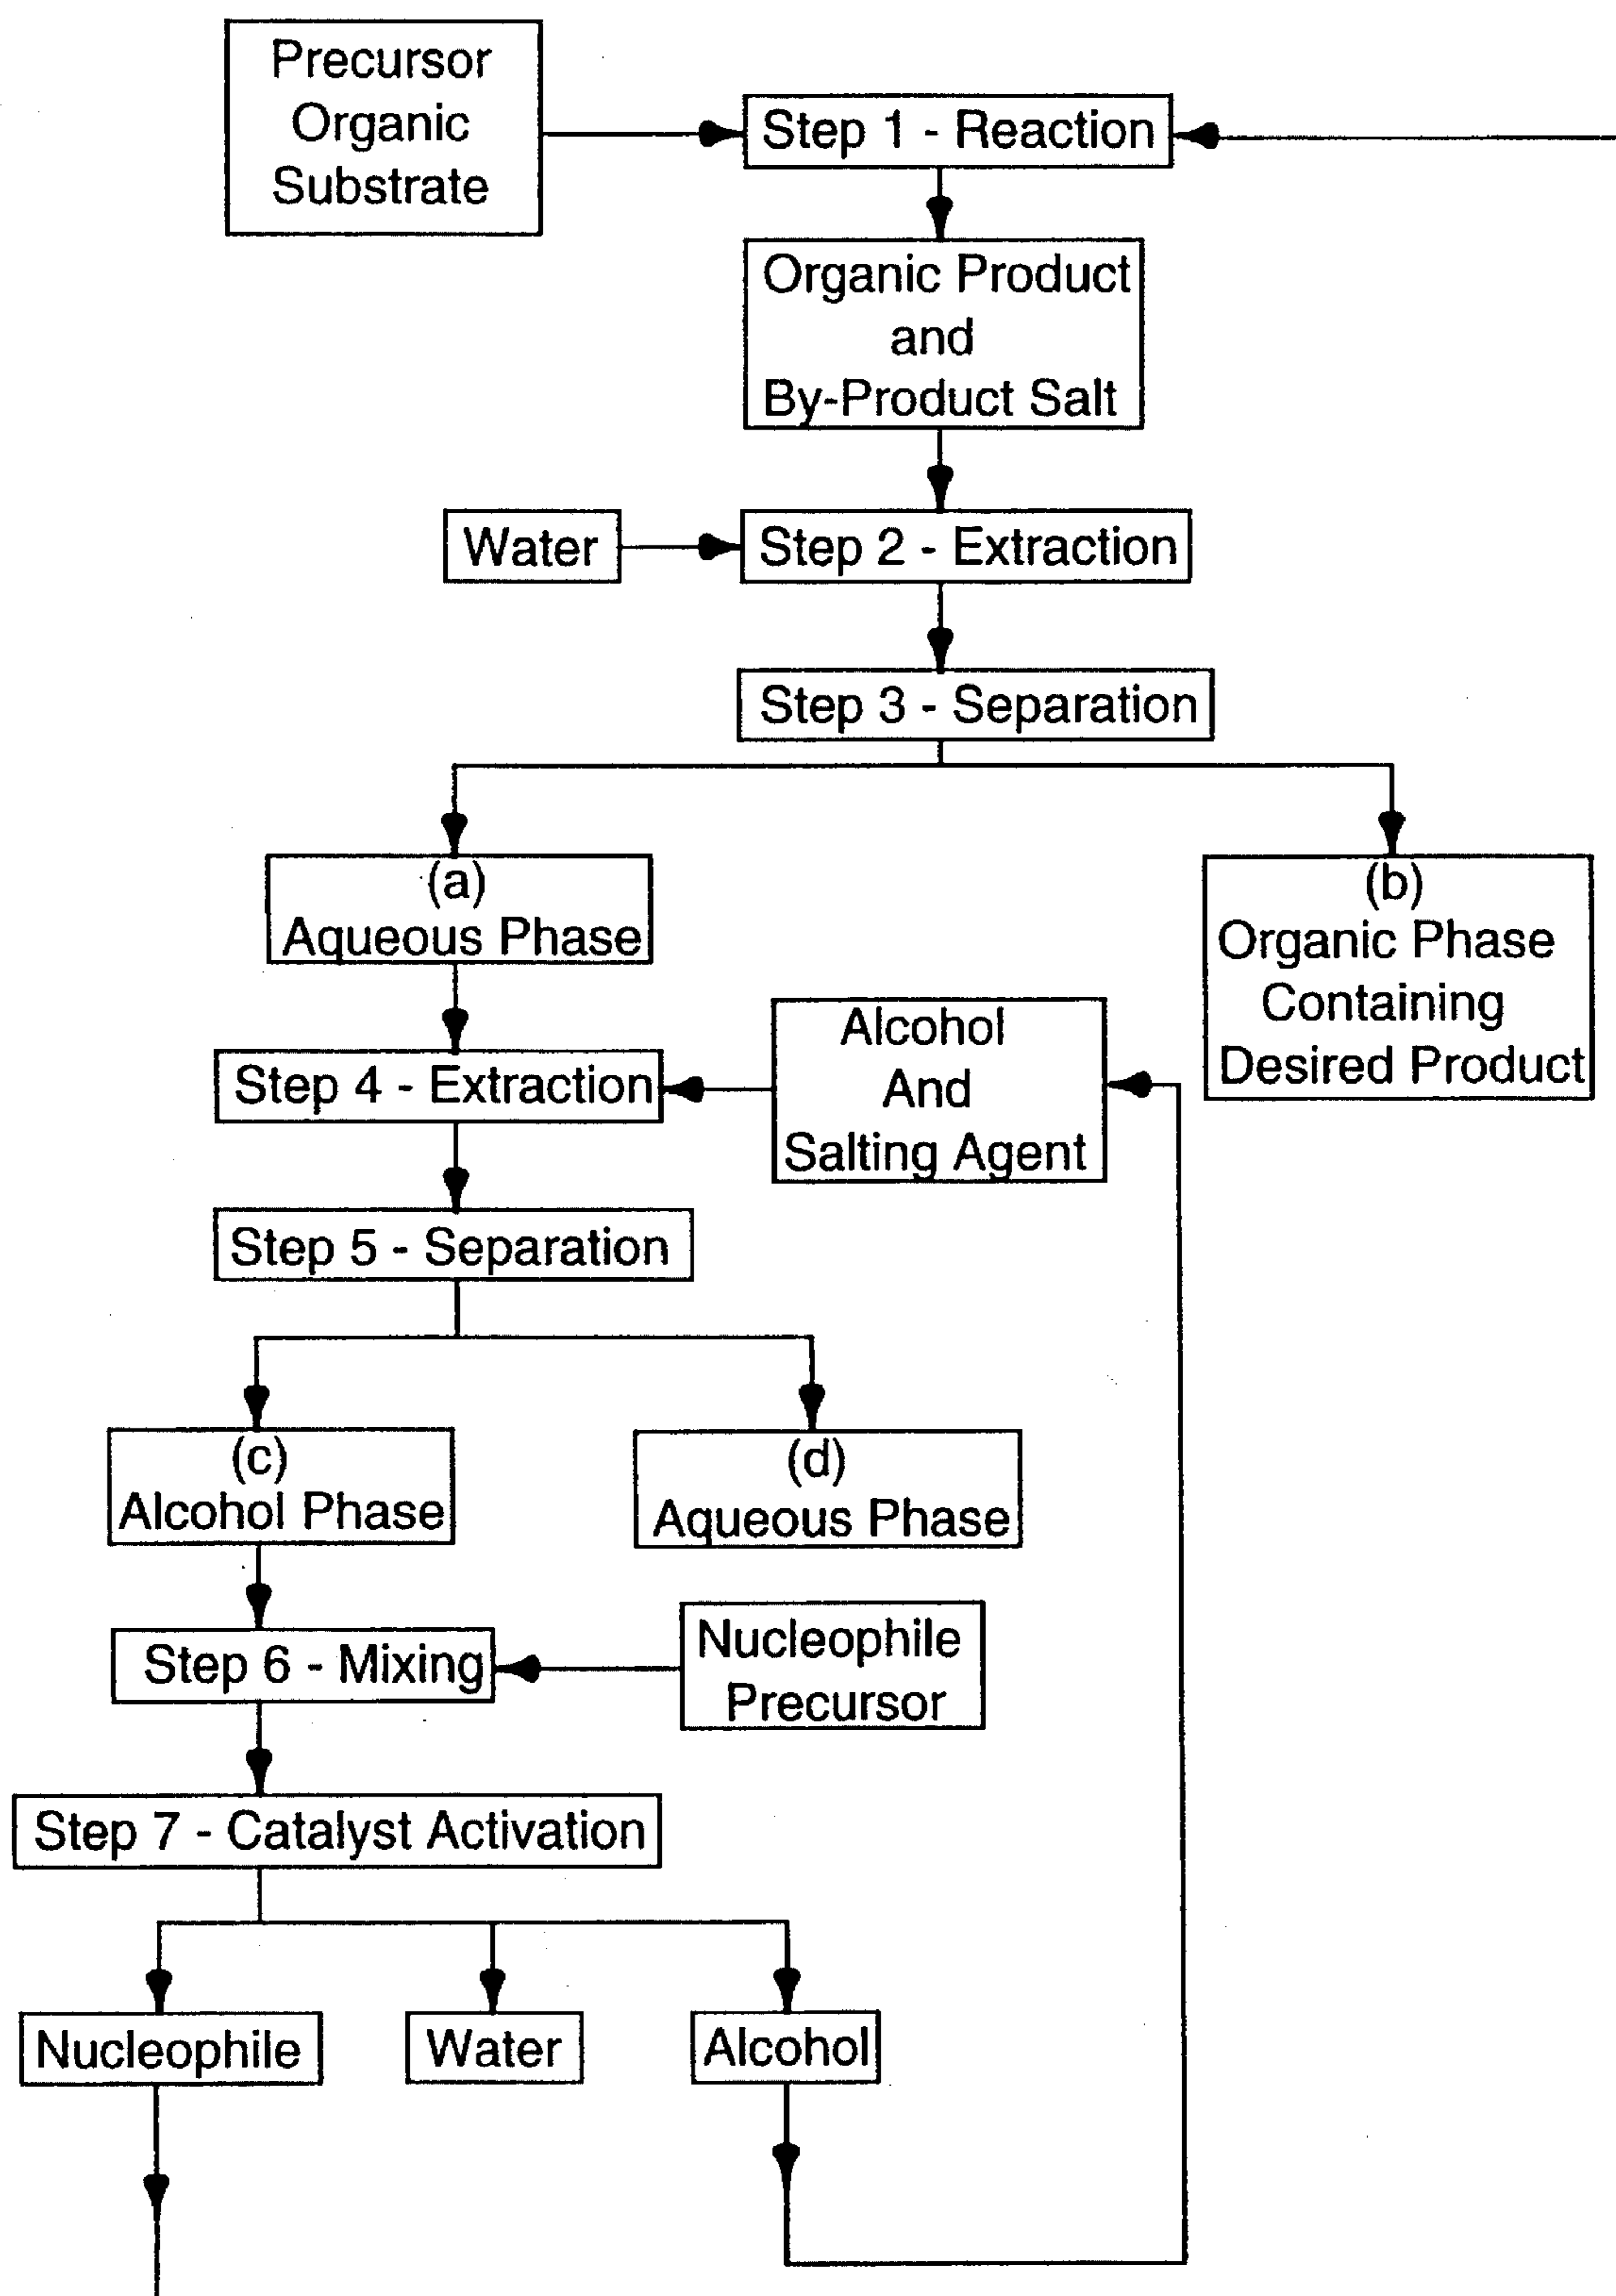 Precursor
Organic
Substrate
Step 1 - Reaction
Organic Product
and
By-Product Salt
Water
Step 2 - Extraction
Step 3 - Separation
(a)
Aqueous Phase
(b)
Organic Phase
Containing
Desired Product
Alcohol
And
Salting Agent
Step 4 - Extraction
Step 5 - Separation
(c)
Alcohol Phase
(d)
Aqueous Phase
Step 6 - Mixing
Nucleophile
Precursor
Step 7 - Catalyst Activation
Nucleophile
Water
Alcohol